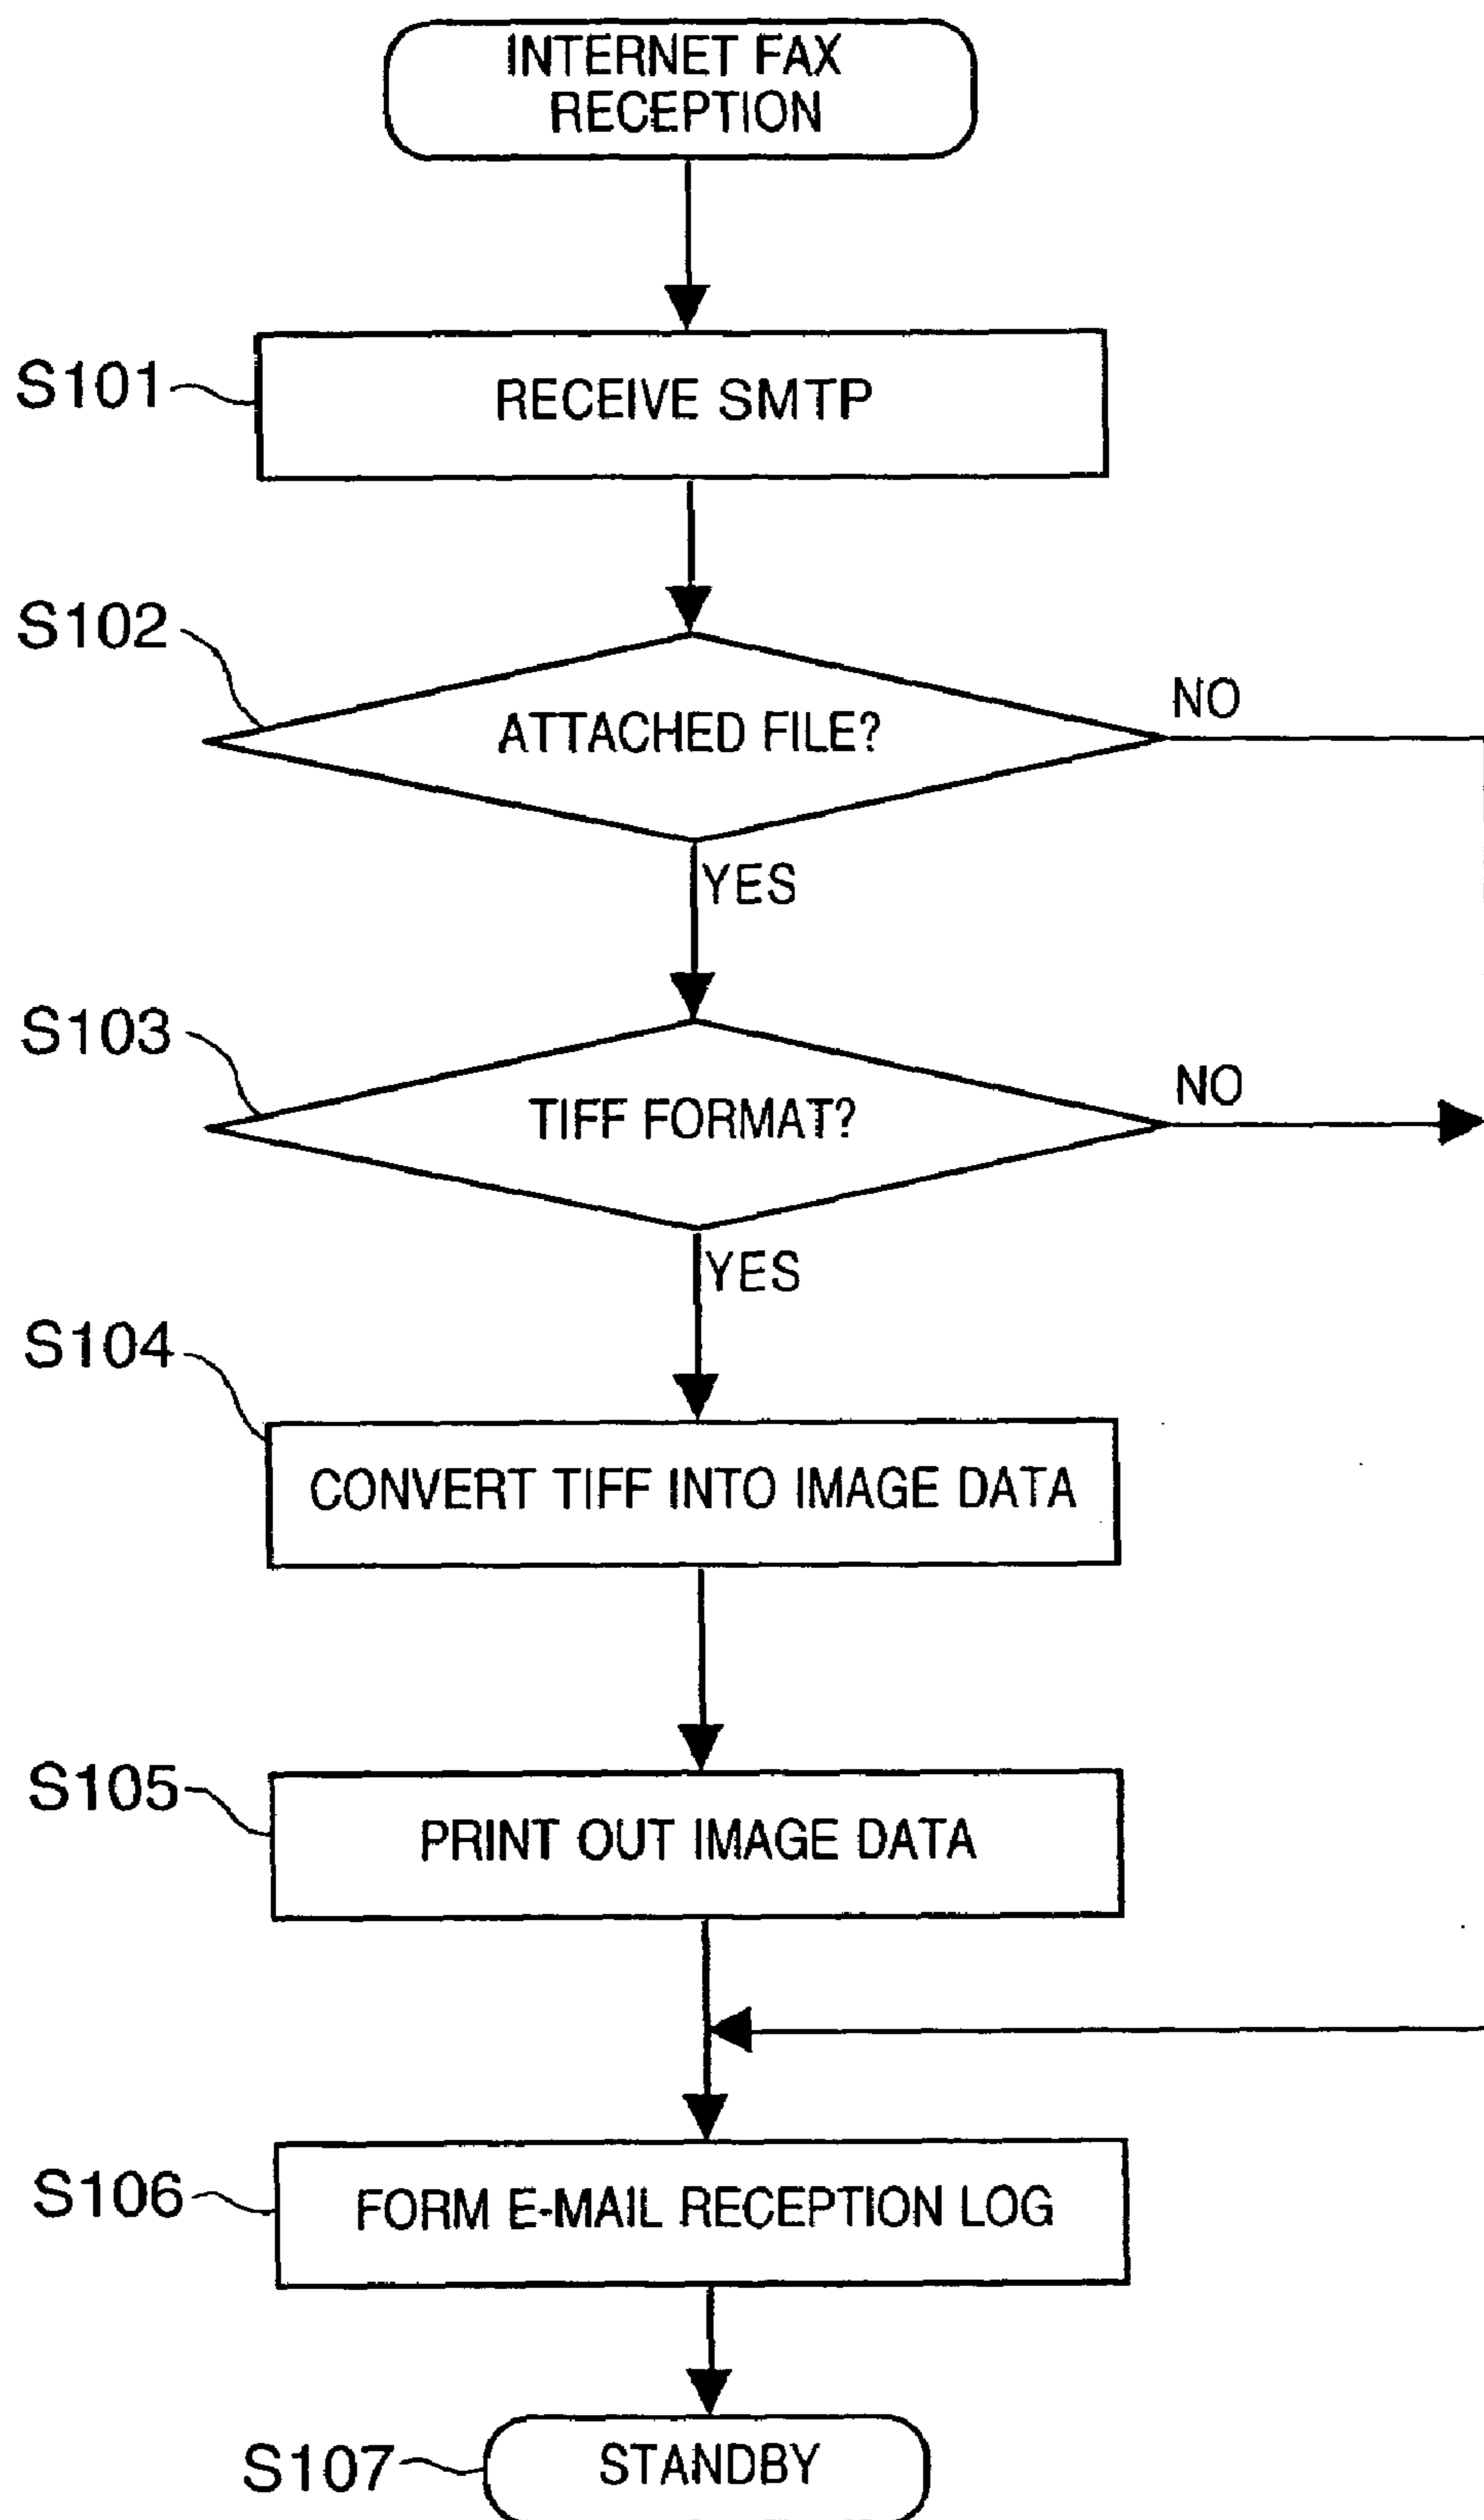 INTERNET FAX
RECEPTION
S101
RECEIVE SMTP
S102
ATTACHED FILE?
NO
YES
S103
TIFF FORMAT?
NO
YES
S104
CONVERT TIFF INTO IMAGE DATA
S105
PRINT OUT IMAGE DATA
S106
FORM E-MAIL RECEPTION LOG
S107
STANDBY